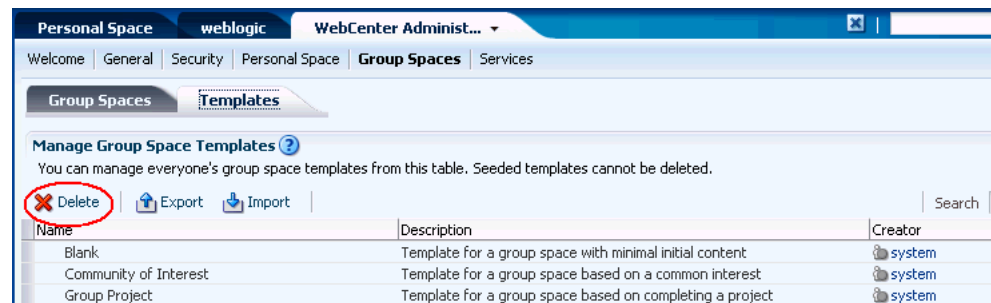 Personal Space weblogic WebCenter Administ...
Welcome General Security Personal Space Group Spaces Services
Group Spaces Templates
Manage Group Space Templates ?
You can manage everyone's group space templates from this table. Seeded templates cannot be deleted.
Delete Export Import Search
Name Description Creator
Blank Template for a group space with minimal initial content system
Community of Interest Template for a group space based on a common interest system
Group Project Template for a group space based on completing a project system